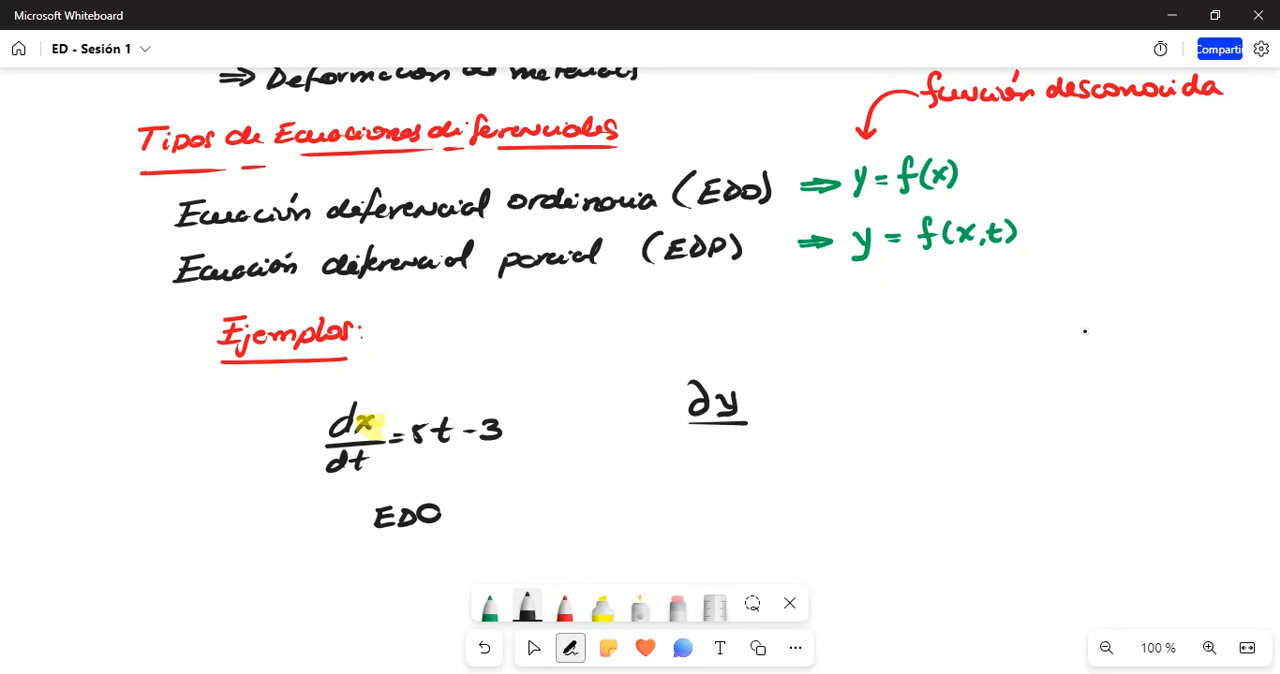 Microsoft Whiteboard
ED - Sesión 1
Compartir
⇒ Deformación de materiales
función desconocida
Tipos de Ecuaciones diferenciales
Ecuación diferencial ordinaria (EDO) ⇒ y = f(x)
Ecuación diferencial parcial (EDP) ⇒ y = f(x,t)
Ejemplos:
dx/dt = 5t - 3
∂y
EDO
100 %